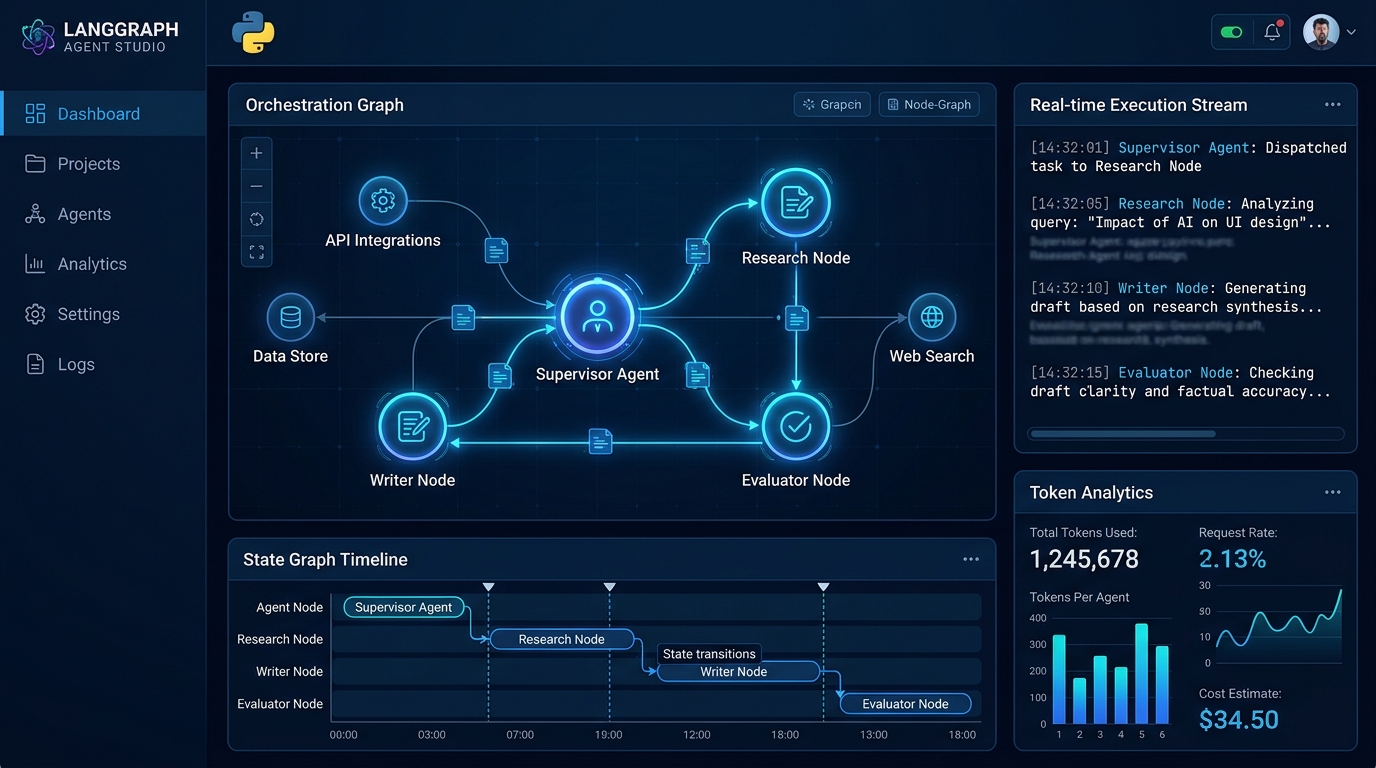 LANGGRAPH
AGENT STUDIO
Dashboard
Projects
Agents
Analytics
Settings
Logs
Orchestration Graph
Grapch
Node-Graph
API Integrations
Research Node
Data Store
Supervisor Agent
Web Search
Writer Node
Evaluator Node
State Graph Timeline
Agent Node
Supervisor Agent
Research Node
Research Node
State transitions
Writer Node
Writer Node
Evaluator Node
Evaluator Node
00:00 03:00 07:00 19:00 12:00 18:00 13:00 18:00
Real-time Execution Stream
[14:32:01] Supervisor Agent: Dispatched
task to Research Node
[14:32:05] Research Node: Analyzing
query: "Impact of AI on UI design"...
[14:32:10] Writer Node: Generating
draft based on research synthesis...
[14:32:15] Evaluator Node: Checking
draft clarity and factual accuracy...
Token Analytics
Total Tokens Used:
1,245,678
Request Rate:
2.13%
Tokens Per Agent
400
300
200
100
0
1 2 3 4 5 6
30
90
10
0
Cost Estimate:
$34.50